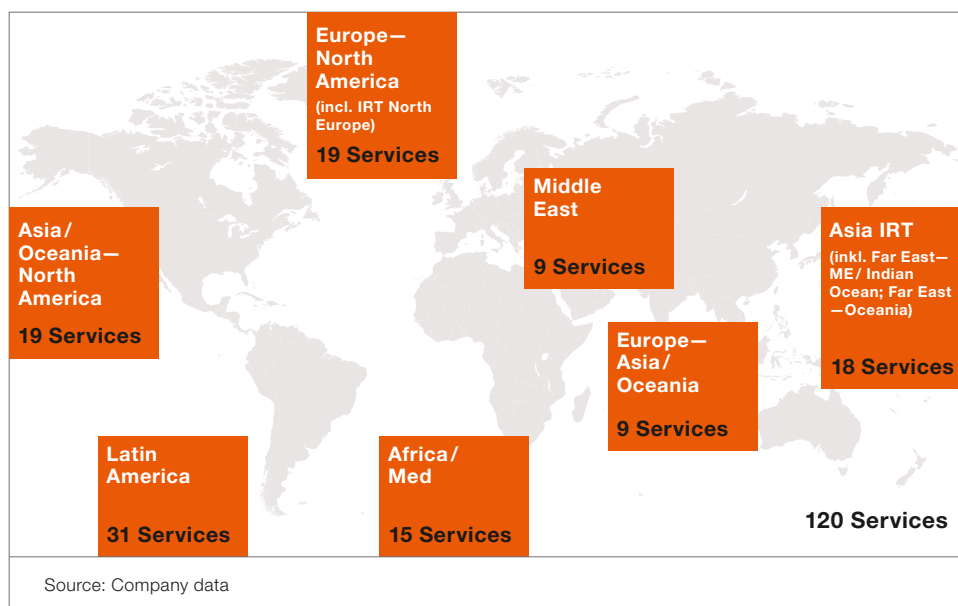 Europe—
North
America
(incl. IRT North
Europe)
19 Services
Middle
East
9 Services
Asia/
Oceania—
North
America
19 Services
Asia IRT
(inkl. Far East—
ME/ Indian
Ocean; Far East
—Oceania)
18 Services
Europe—
Asia/
Oceania
9 Services
Latin
America
31 Services
Africa/
Med
15 Services
120 Services
Source: Company data